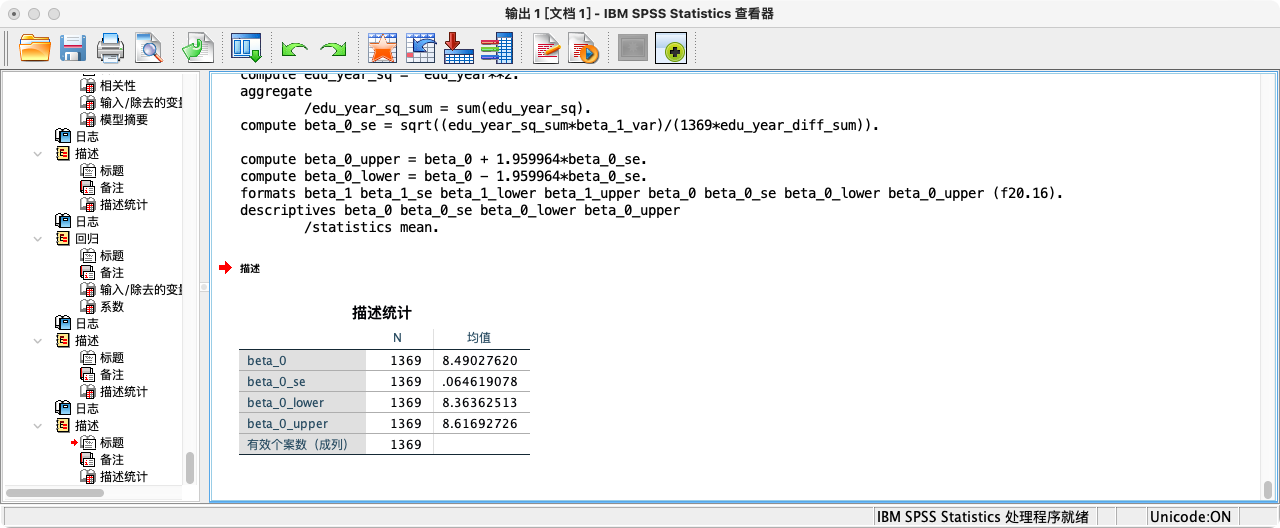 输出 1 [文档 1] - IBM SPSS Statistics 查看器
相关性
输入/除去的变量
模型摘要
日志
描述
标题
备注
描述统计
日志
回归
标题
备注
输入/除去的变量
系数
日志
描述
标题
备注
描述统计
日志
描述
标题
备注
描述统计
compute edu_year_sq = edu_year**2.
aggregate
/edu_year_sq_sum = sum(edu_year_sq).
compute beta_0_se = sqrt((edu_year_sq_sum*beta_1_var)/(1369*edu_year_diff_sum)).
compute beta_0_upper = beta_0 + 1.959964*beta_0_se.
compute beta_0_lower = beta_0 - 1.959964*beta_0_se.
formats beta_1 beta_1_se beta_1_lower beta_1_upper beta_0 beta_0_se beta_0_lower beta_0_upper (f20.16).
descriptives beta_0 beta_0_se beta_0_lower beta_0_upper
/statistics mean.
描述
描述统计
N 均值
beta_0 1369 8.49027620
beta_0_se 1369 .064619078
beta_0_lower 1369 8.36362513
beta_0_upper 1369 8.61692726
有效个案数（成列） 1369
IBM SPSS Statistics 处理程序就绪 Unicode:ON